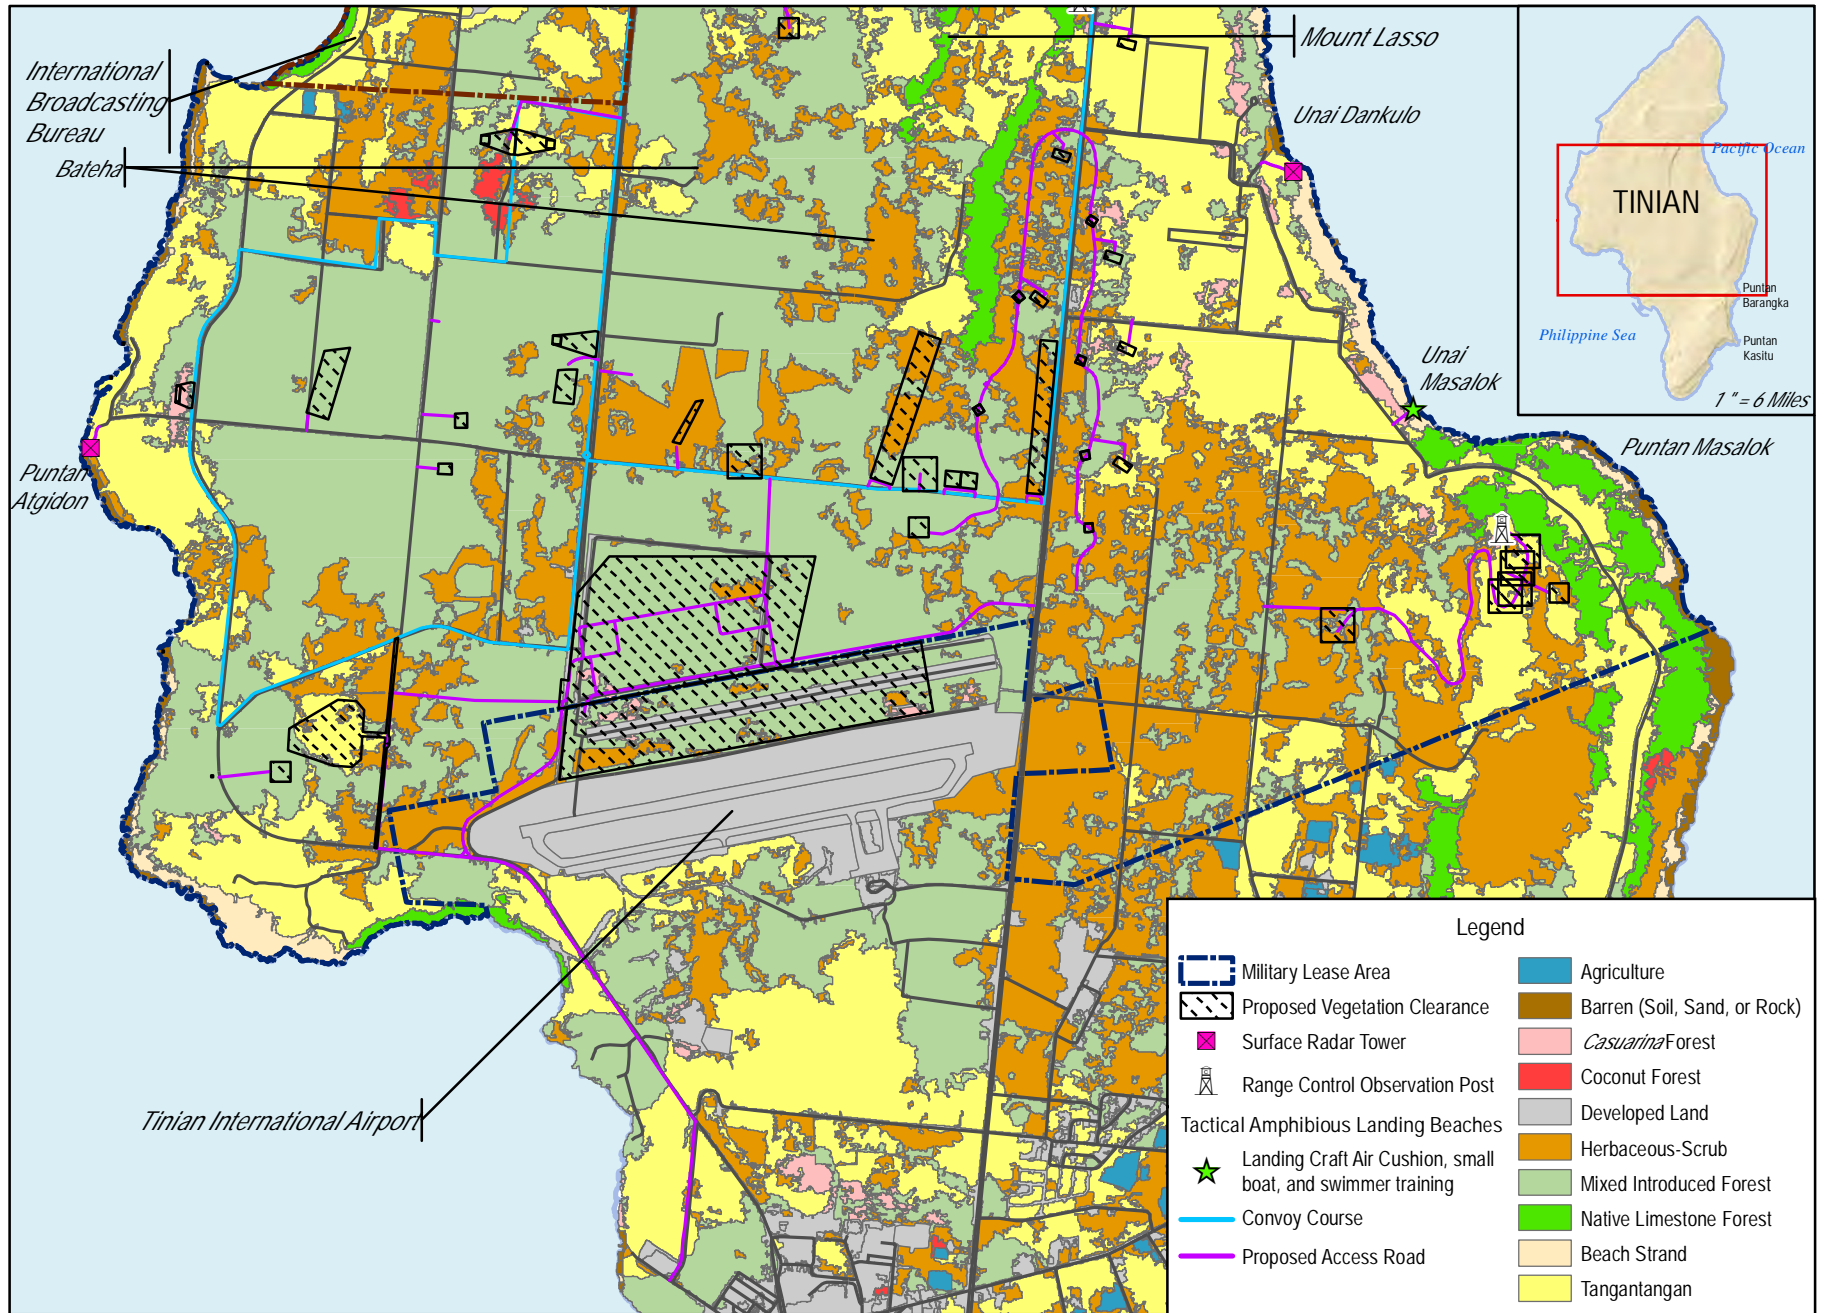 International
Broadcasting
Bureau
Bateha
Mount Lasso
Unai Dankulo
Unai
Masalok
Puntan Masalok
Puntan
Atgidon
Tinian International Airport
Pacific Ocean
TINIAN
Puntan
Barangka
Philippine Sea
Puntan
Kasitu
1 " = 6 Miles
Legend
Military Lease Area
Proposed Vegetation Clearance
Surface Radar Tower
Range Control Observation Post
Tactical Amphibious Landing Beaches
Landing Craft Air Cushion, small
boat, and swimmer training
Convoy Course
Proposed Access Road
Agriculture
Barren (Soil, Sand, or Rock)
Casuarina Forest
Coconut Forest
Developed Land
Herbaceous-Scrub
Mixed Introduced Forest
Native Limestone Forest
Beach Strand
Tangantangan